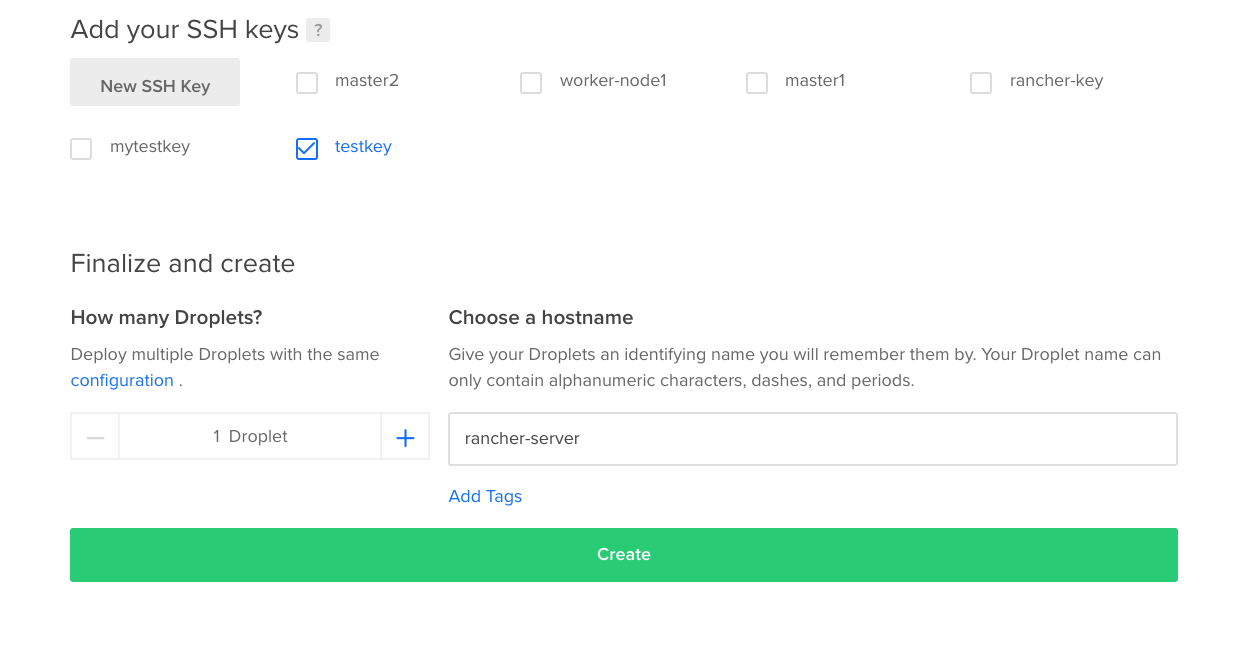 Add your SSH keys ?
New SSH Key
master2
worker-node1
master1
rancher-key
mytestkey
testkey
Finalize and create
How many Droplets?
Deploy multiple Droplets with the same
configuration .
1 Droplet
Choose a hostname
Give your Droplets an identifying name you will remember them by. Your Droplet name can
only contain alphanumeric characters, dashes, and periods.
rancher-server
Add Tags
Create